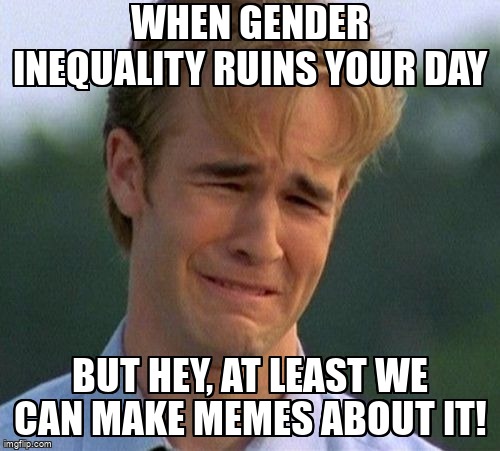 WHEN GENDER
INEQUALITY RUINS YOUR DAY
BUT HEY, AT LEAST WE
CAN MAKE MEMES ABOUT IT!
imgflip.com